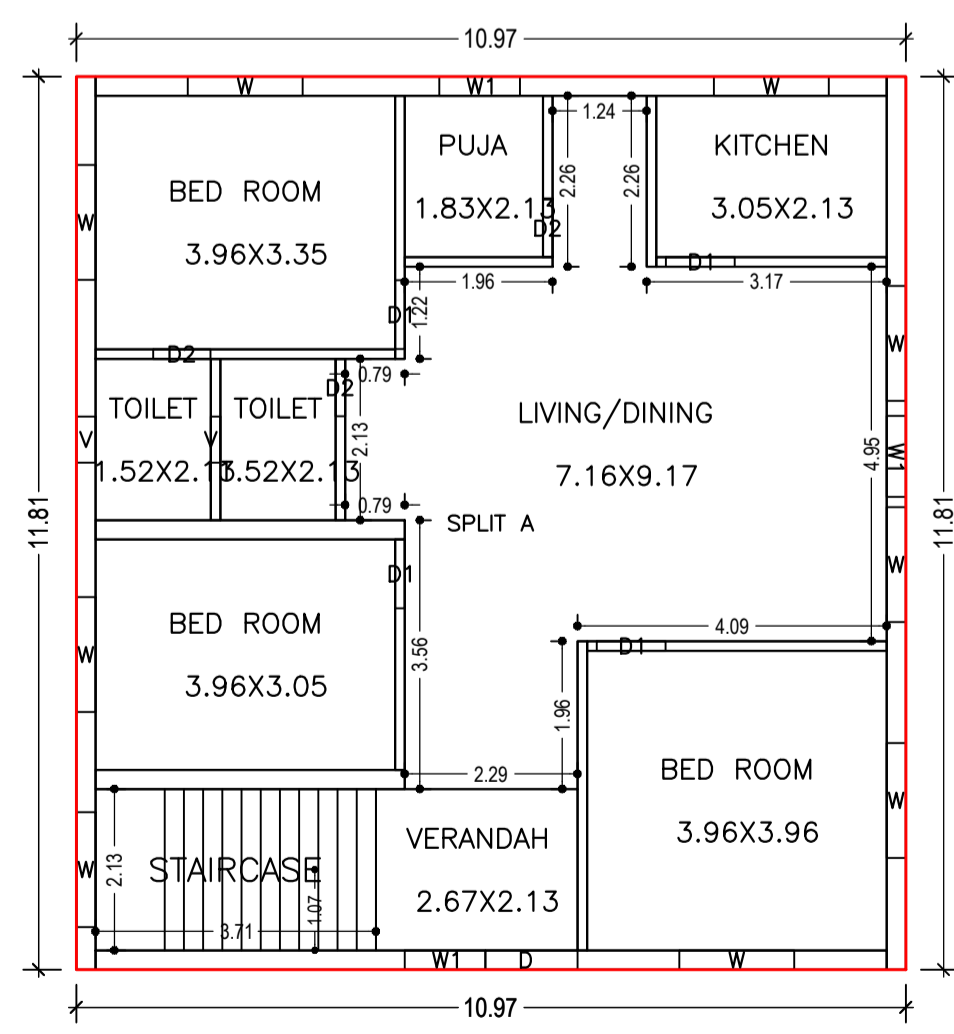 10.97
W
W1
W
1.24
PUJA
KITCHEN
BED ROOM
2.26
2.26
1.83X2.13
3.05X2.13
W
D2
3.96X3.35
D1
1.96
3.17
D1
1.22
W
D2
0.79
D2
TOILET
TOILET
LIVING/DINING
V
V
2.13
4.95
W1
1.52X2.13
1.52X2.13
7.16X9.17
0.79
11.81
SPLIT A
11.81
W
D1
BED ROOM
4.09
W
3.56
D1
3.96X3.05
1.96
2.29
BED ROOM
W
VERANDAH
3.96X3.96
W
2.13
STAIRCASE
2.67X2.13
1.07
3.71
W1
D
W
10.97